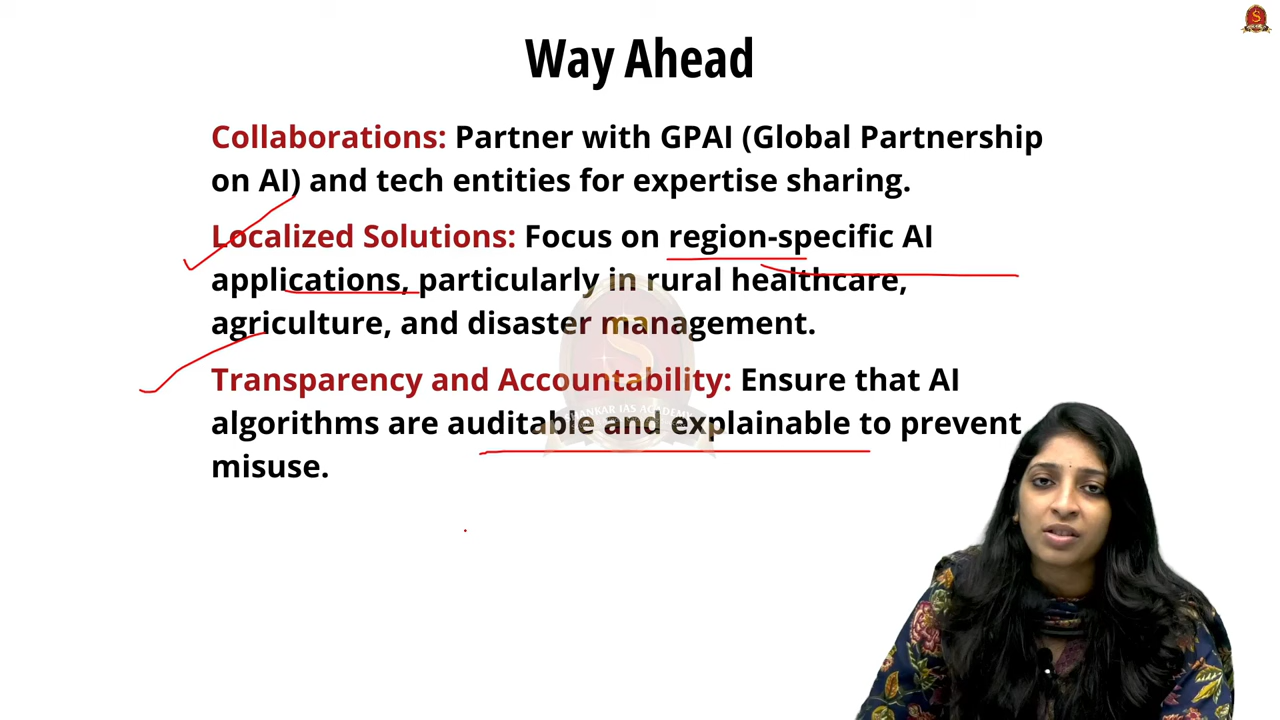 Way Ahead
Collaborations: Partner with GPAI (Global Partnership
on AI) and tech entities for expertise sharing.
Localized Solutions: Focus on region-specific AI
applications, particularly in rural healthcare,
agriculture, and disaster management.
Transparency and Accountability: Ensure that AI
algorithms are auditable and explainable to prevent
misuse.